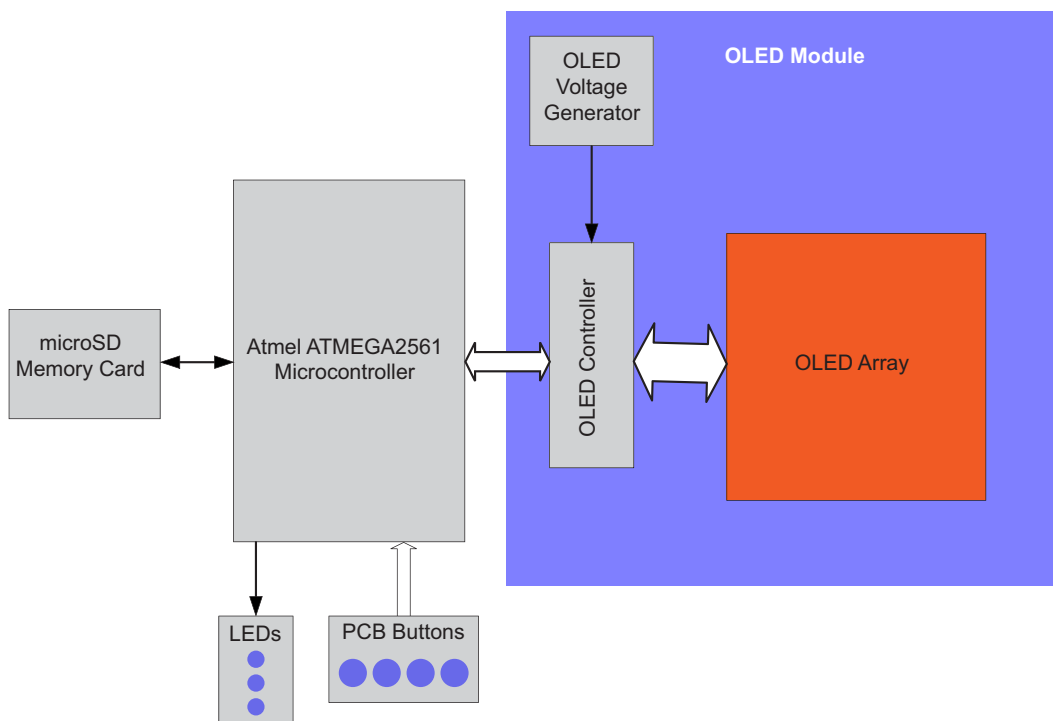 OLED Module
OLED
Voltage
Generator
microSD
Memory Card
Atmel ATMEGA2561
Microcontroller
OLED Controller
OLED Array
LEDs
PCB Buttons